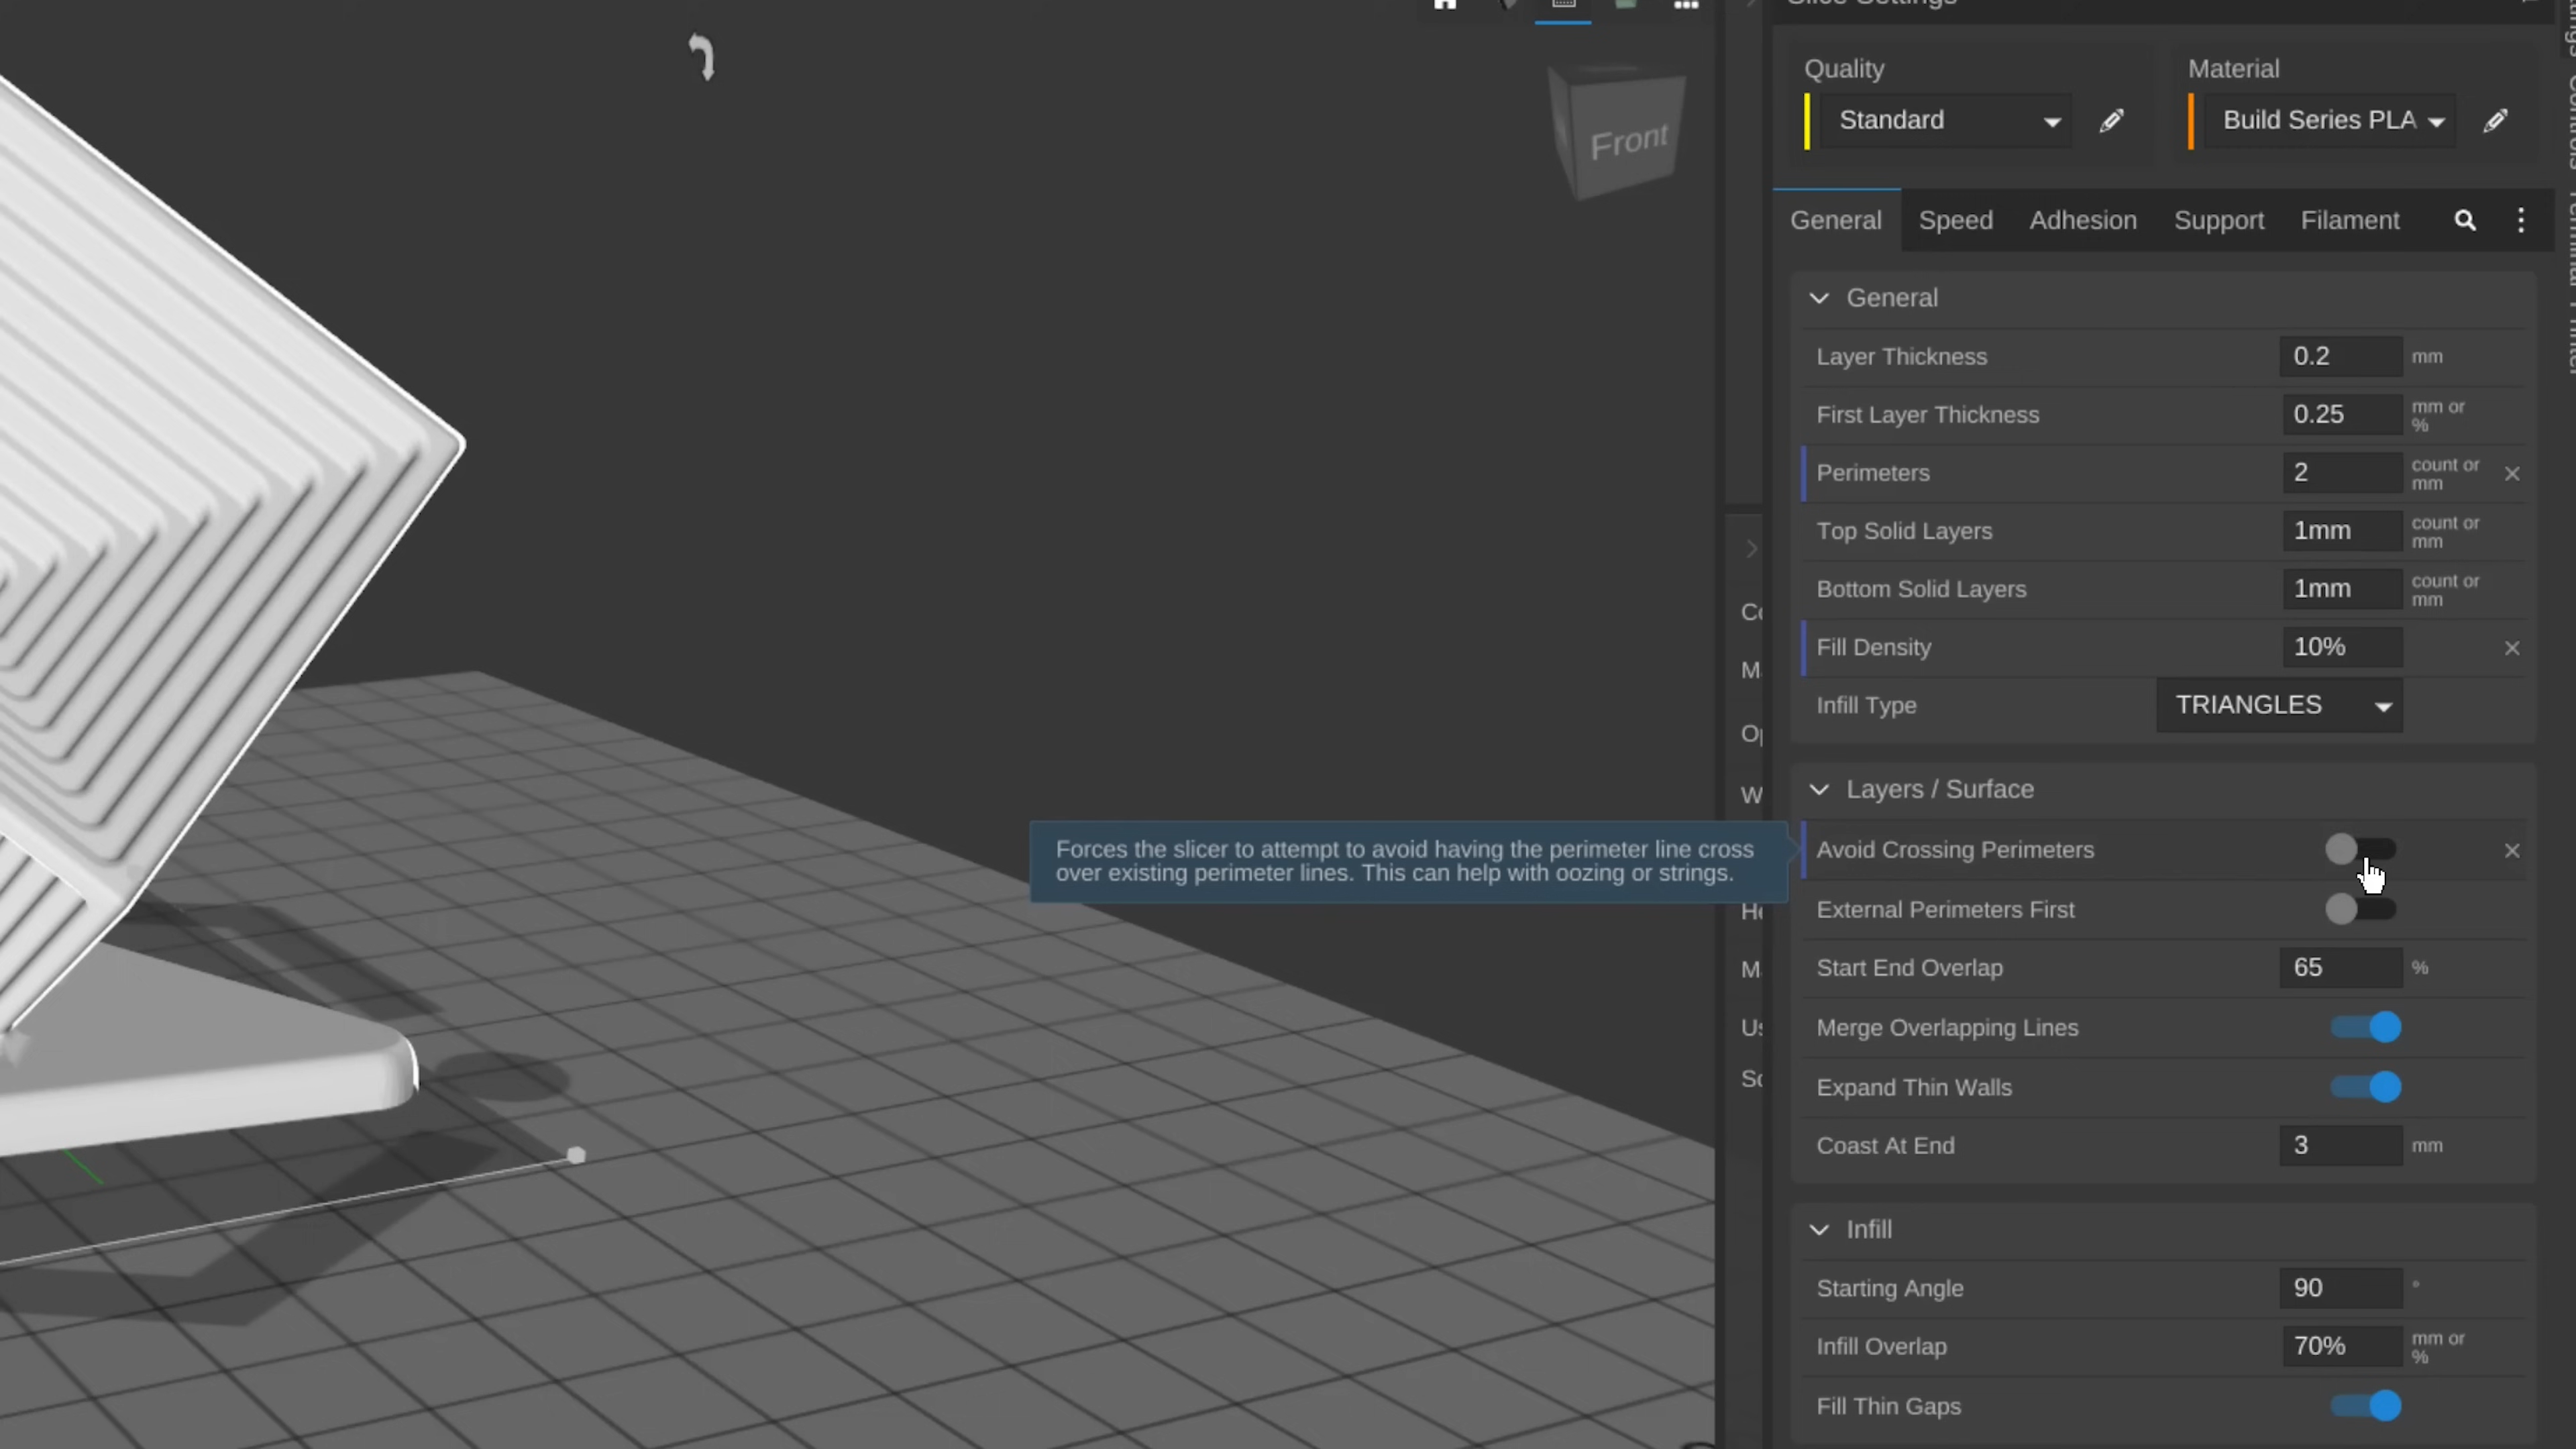 Slice Settings
Quality
Material
Standard
Build Series PLA
Front
General
Speed
Adhesion
Support
Filament
General
Layer Thickness
0.2
mm
First Layer Thickness
0.25
mm or
%
Perimeters
2
count or
mm
Top Solid Layers
1mm
count or
mm
Bottom Solid Layers
1mm
count or
mm
Fill Density
10%
Infill Type
TRIANGLES
Layers / Surface
Avoid Crossing Perimeters
Forces the slicer to attempt to avoid having the perimeter line cross
over existing perimeter lines. This can help with oozing or strings.
External Perimeters First
Start End Overlap
65
%
Merge Overlapping Lines
Expand Thin Walls
Coast At End
3
mm
Infill
Starting Angle
90
°
Infill Overlap
70%
mm or
%
Fill Thin Gaps